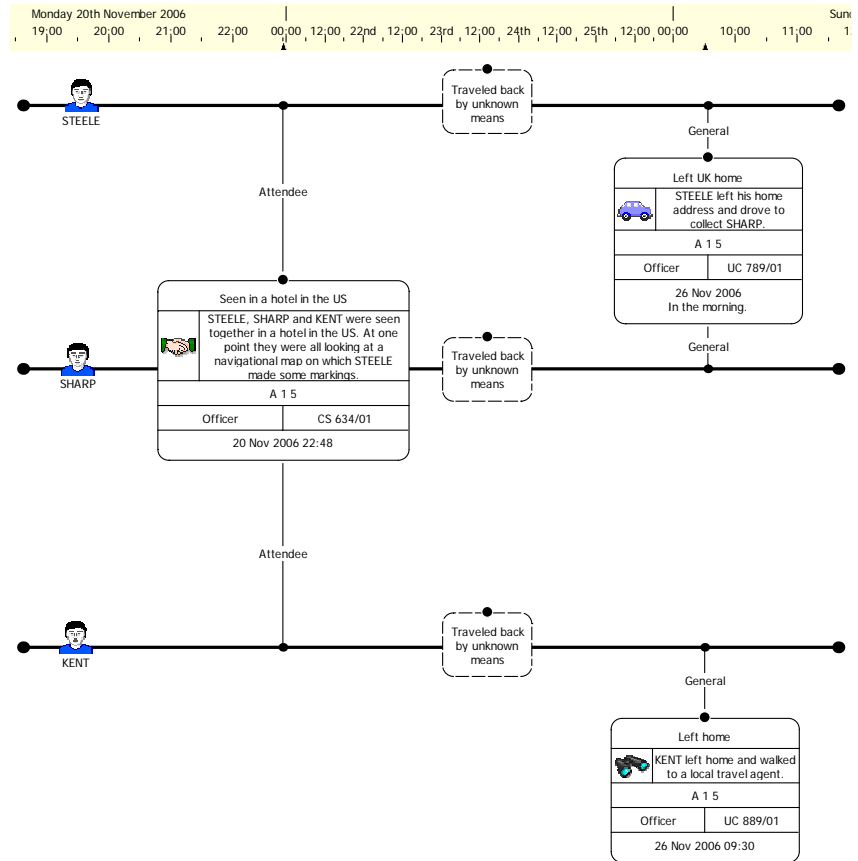 Monday 20th November 2006
19:00 20:00 21:00 22:00 00:00 12:00 22nd 12:00 23rd 12:00 24th 12:00 25th 12:00 00:00 10:00 11:00
STEELE
Traveled back
by unknown
means
General
Attendee
Left UK home
STEELE left his home
address and drove to
collect SHARP.
A 1 5
Officer UC 789/01
26 Nov 2006
In the morning.
General
Seen in a hotel in the US
STEELE, SHARP and KENT were seen
together in a hotel in the US. At one
point they were all looking at a
navigational map on which STEELE
made some markings.
A 1 5
Officer CS 634/01
20 Nov 2006 22:48
SHARP
Traveled back
by unknown
means
Attendee
KENT
Traveled back
by unknown
means
General
Left home
KENT left home and walked
to a local travel agent.
A 1 5
Officer UC 889/01
26 Nov 2006 09:30